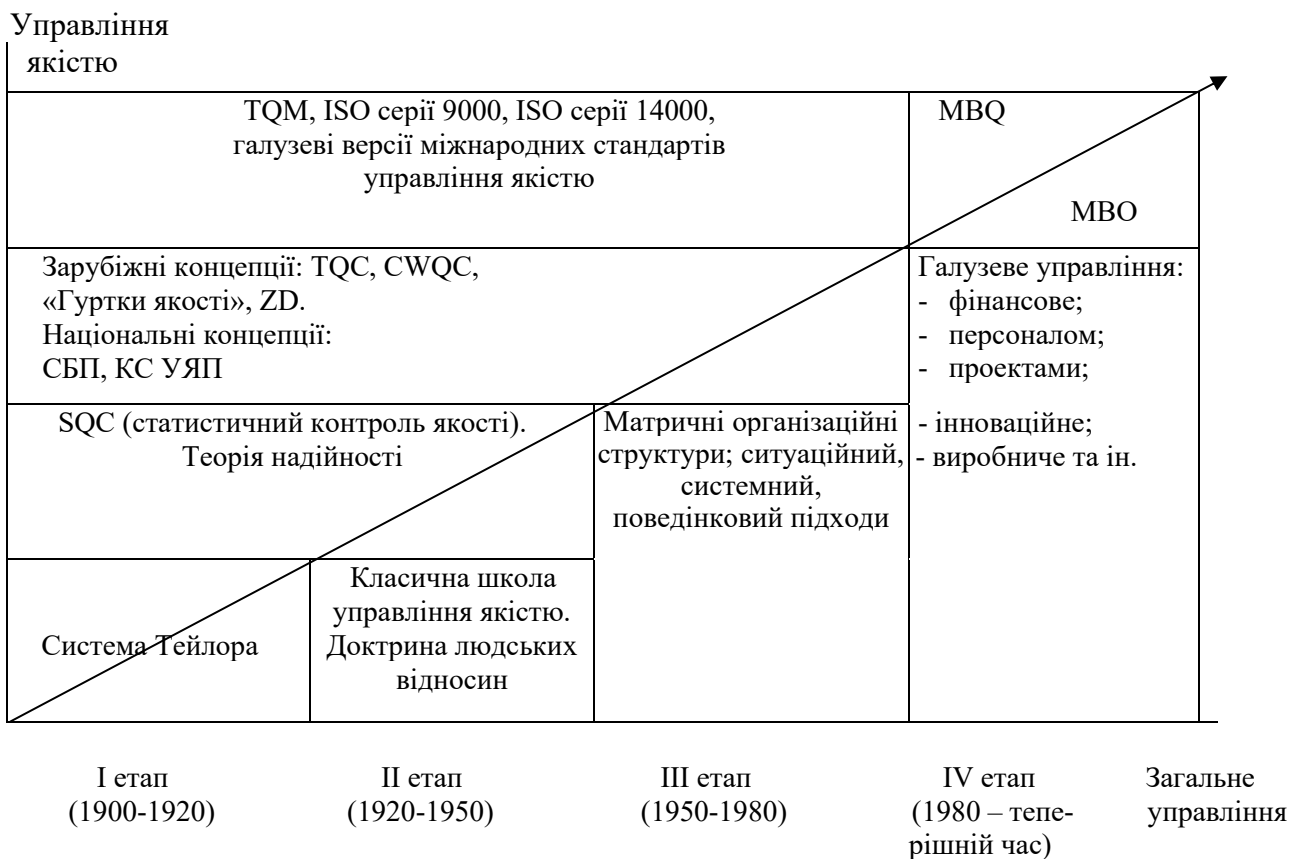 Управління
якістю
TQM, ISO серії 9000, ISO серії 14000,
галузеві версії міжнародних стандартів
управління якістю
MBQ
MBO
Зарубіжні концепції: TQC, CWQC,
«Гуртки якості», ZD.
Національні концепції:
СБП, КС УЯП
Галузеве управління:
- фінансове;
- персоналом;
- проектами;
- інноваційне;
- виробниче та ін.
SQC (статистичний контроль якості).
Теорія надійності
Матричні організаційні
структури; ситуаційний,
системний,
поведінковий підходи
Система Тейлора
Класична школа
управління якістю.
Доктрина людських
відносин
I етап
(1900-1920)
II етап
(1920-1950)
III етап
(1950-1980)
IV етап
(1980 – тепе-
рішній час)
Загальне
управління